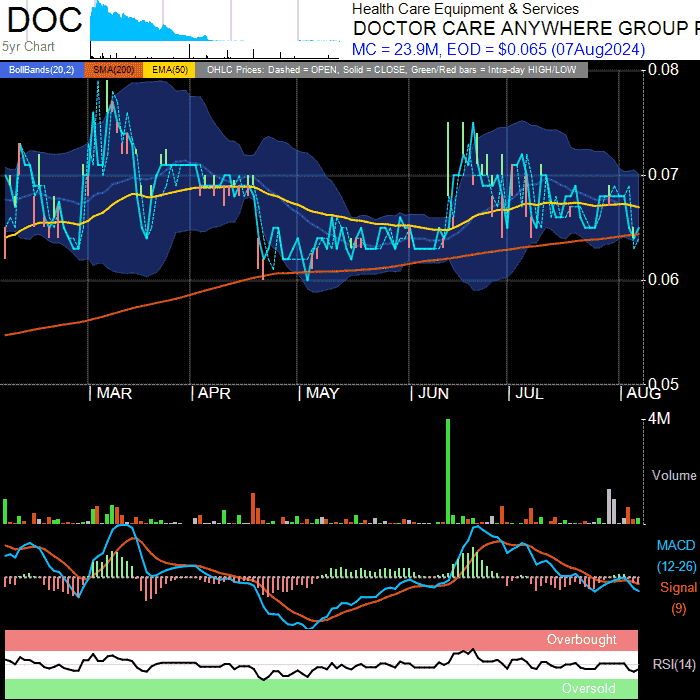 DOC
5yr Chart
Health Care Equipment & Services
DOCTOR CARE ANYWHERE GROUP P
MC = 23.9M, EOD = $0.065 (07Aug2024)
BollBands(20,2) SMA(200) EMA(50) OHLC Prices: Dashed = OPEN, Solid = CLOSE, Green/Red bars = Intra-day HIGH/LOW
0.08
0.07
0.06
0.05
MAR APR MAY JUN JUL AUG
4M
Volume
MACD
(12-26)
Signal
(9)
Overbought
RSI(14)
Oversold